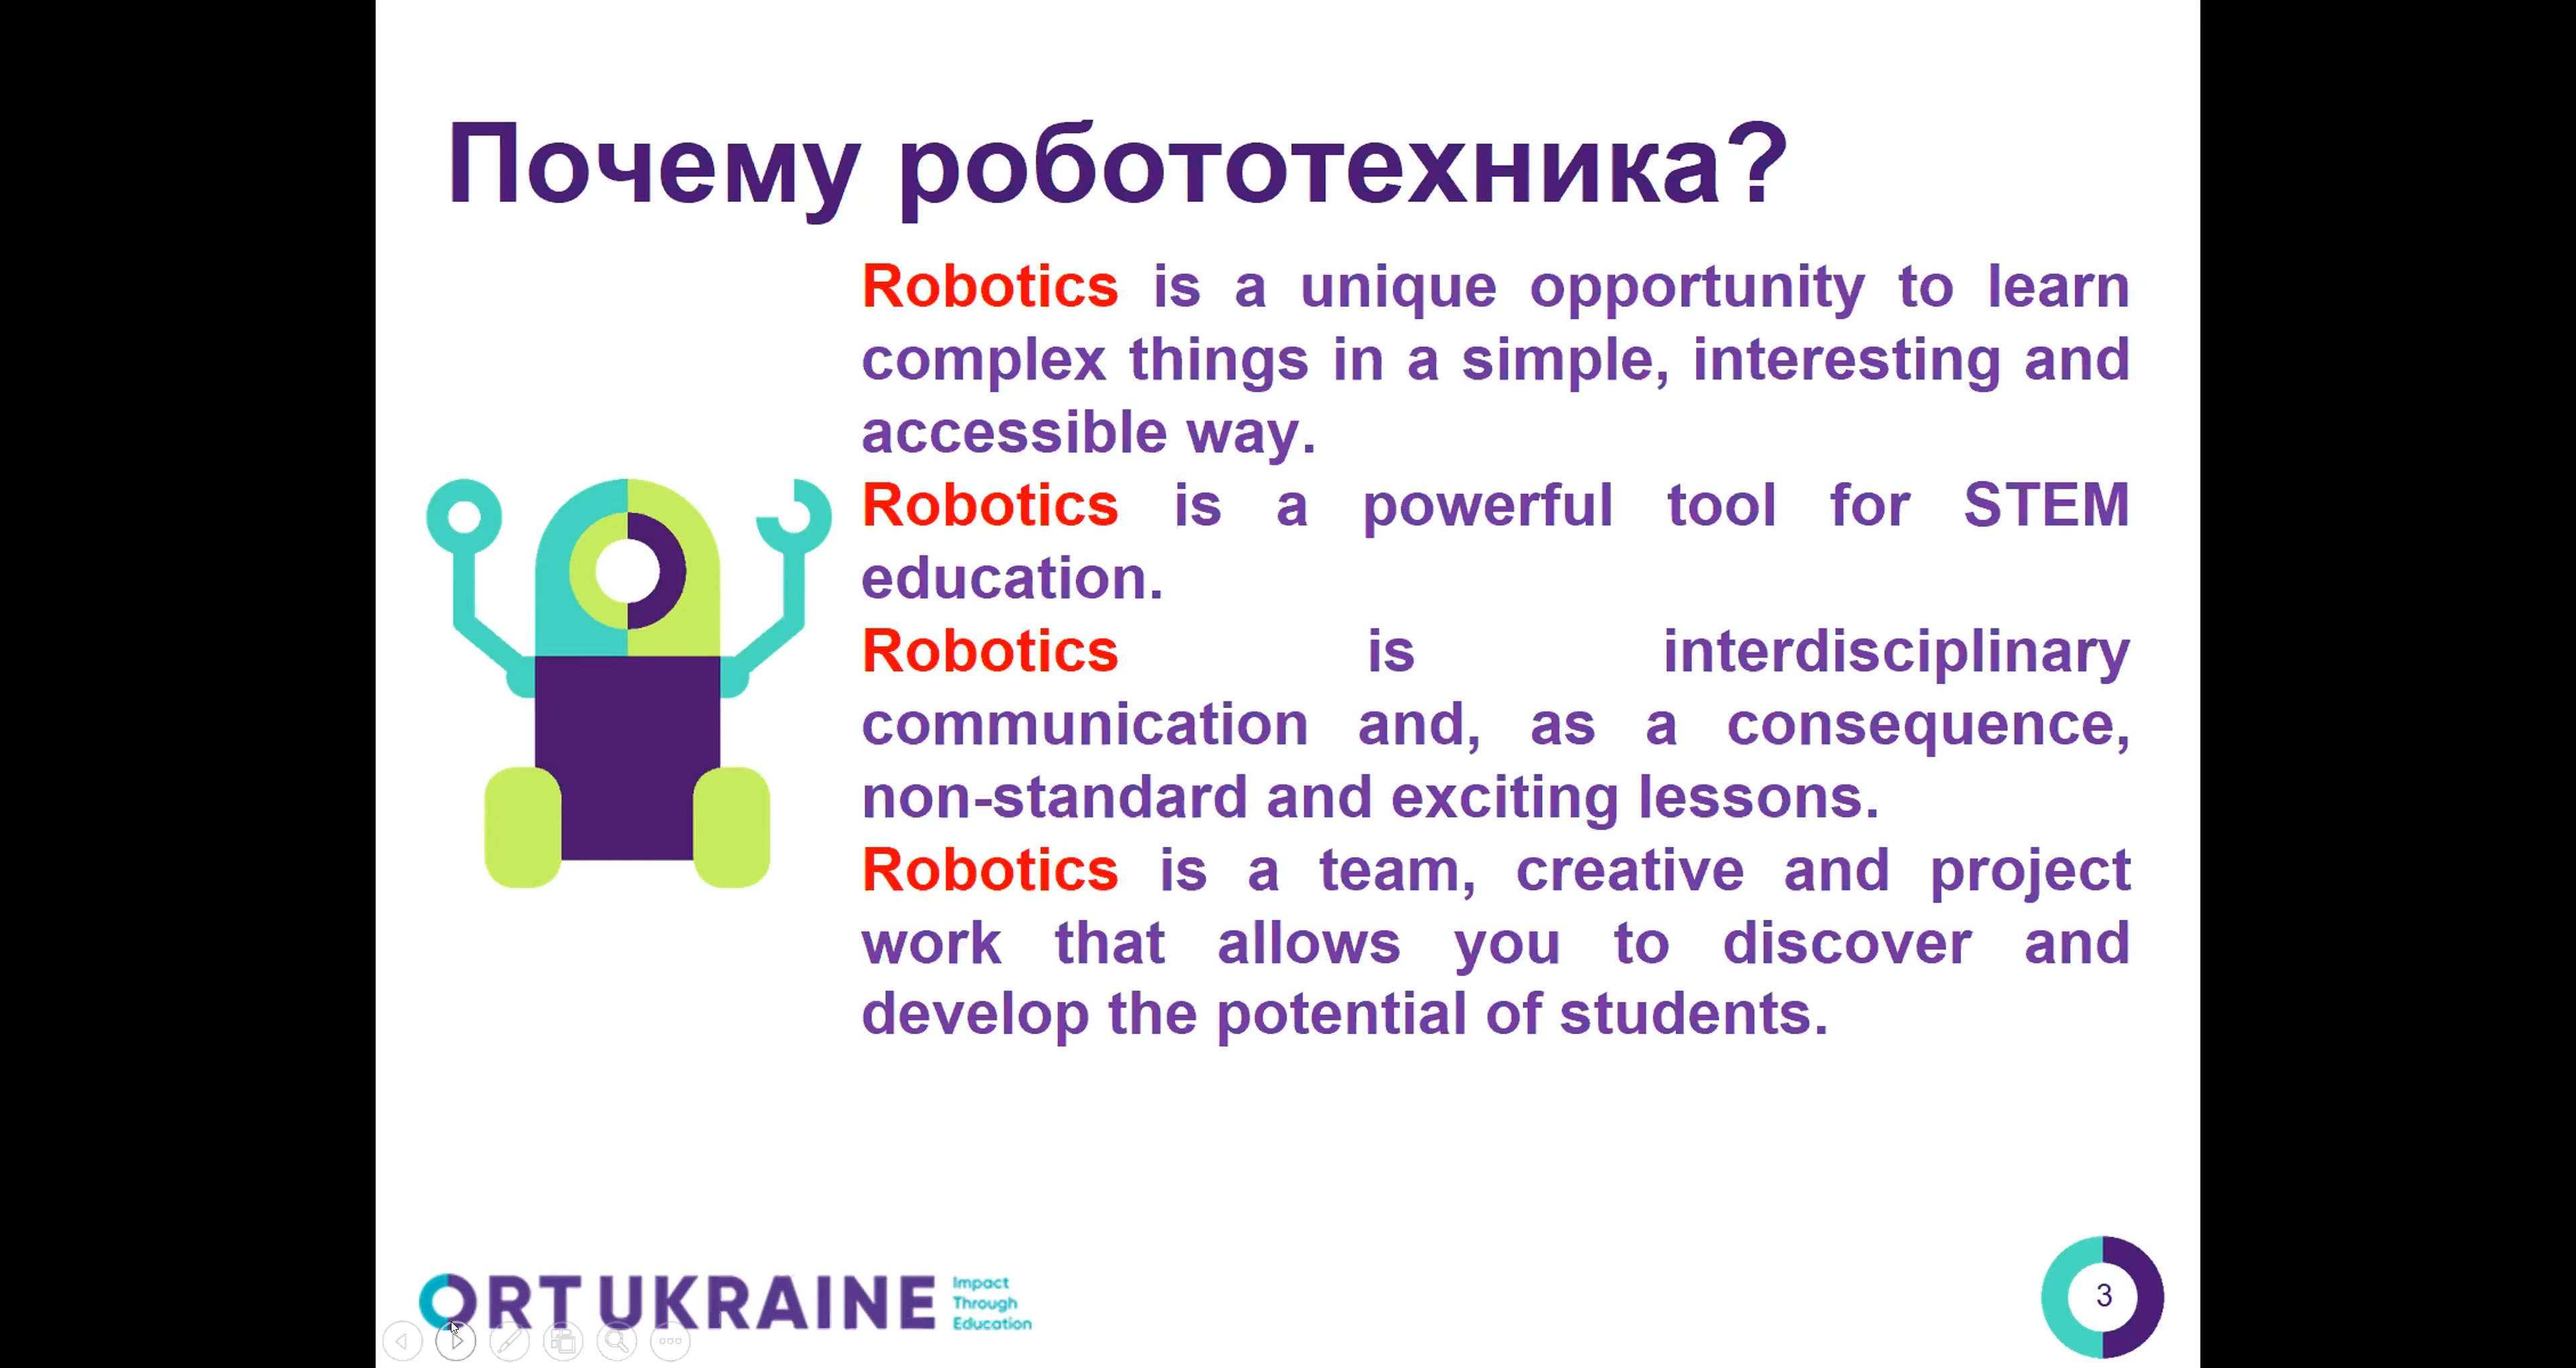 Почему робототехника?
Robotics is a unique opportunity to learn
complex things in a simple, interesting and
accessible way.
Robotics is a powerful tool for STEM
education.
Robotics is interdisciplinary
communication and, as a consequence,
non-standard and exciting lessons.
Robotics is a team, creative and project
work that allows you to discover and
develop the potential of students.
ORT UKRAINE
Impact
Through
Education
3